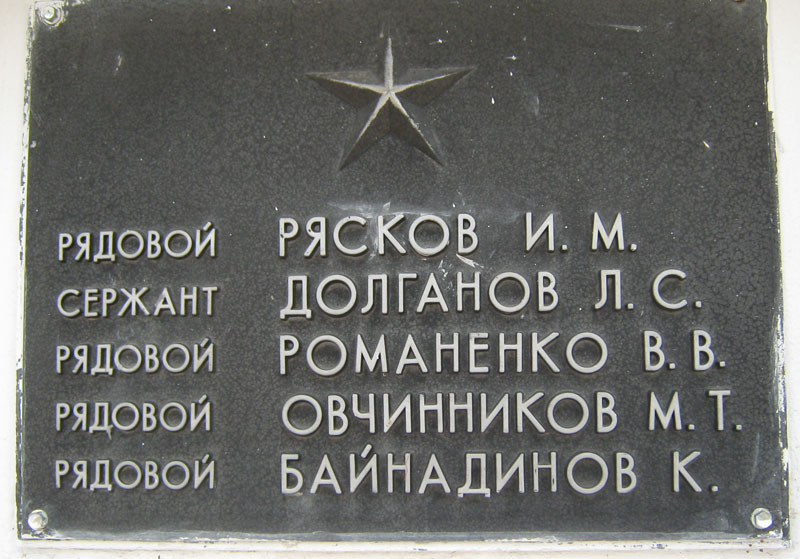 РЯДОВОЙ РЯСКОВ И. М.
СЕРЖАНТ ДОЛГАНОВ Л. С.
РЯДОВОЙ РОМАНЕНКО В. В.
РЯДОВОЙ ОВЧИННИКОВ М. Т.
РЯДОВОЙ БАЙНАДИНОВ К.